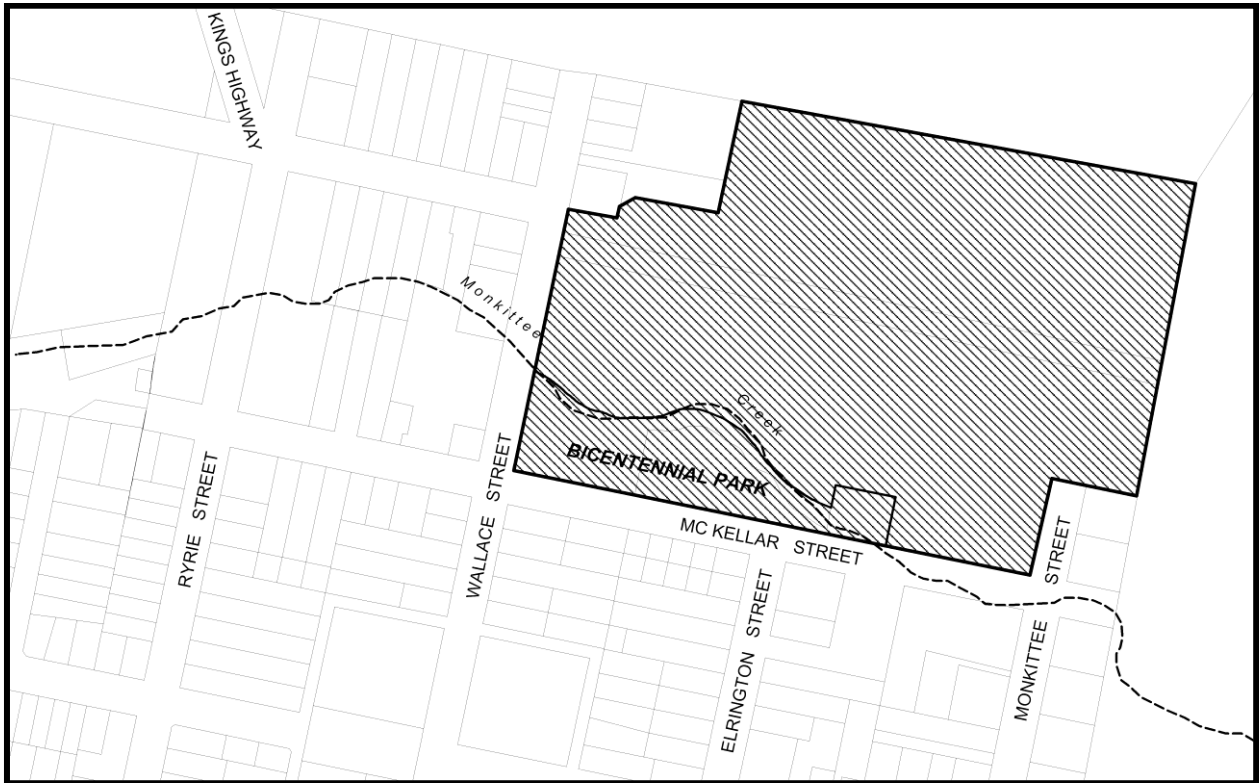 KINGS HIGHWAY
Monkittee
Creek
BICENTENNIAL PARK
RYRIE STREET
WALLACE STREET
MC KELLAR STREET
ELRINGTON STREET
MONKITTEE STREET